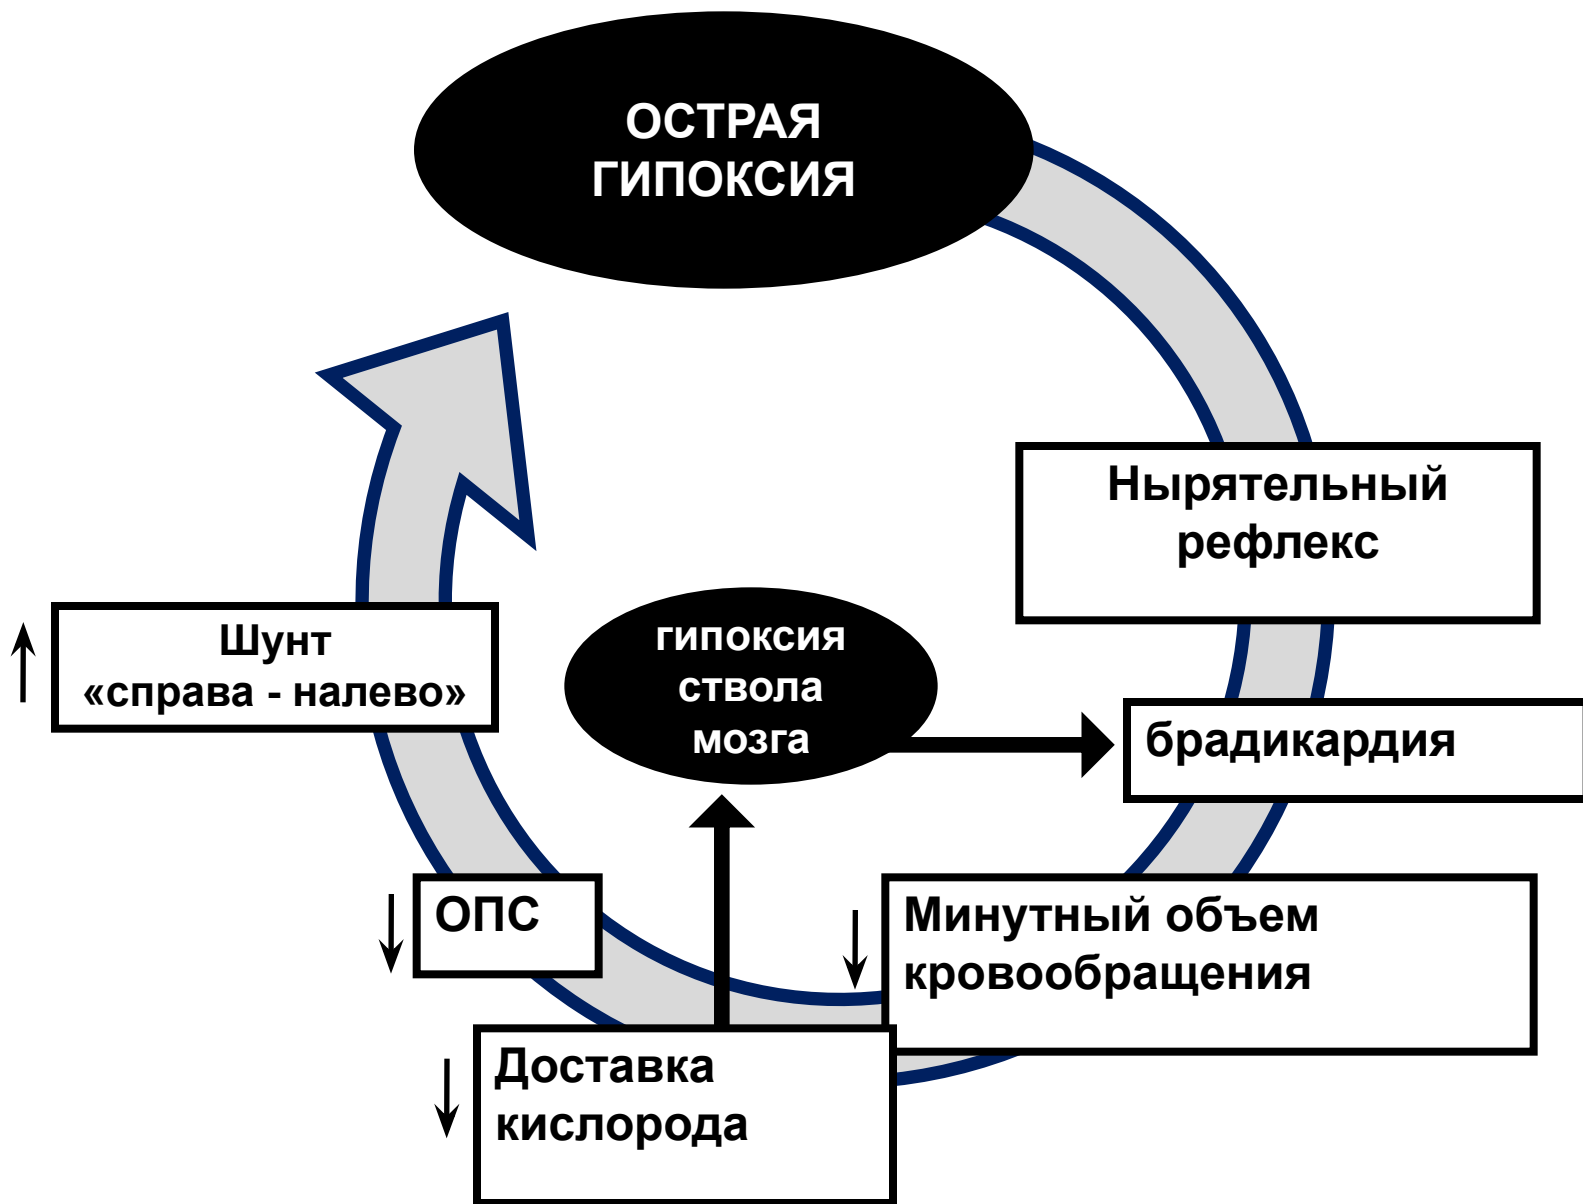 ОСТРАЯ
ГИПОКСИЯ
Нырятельный
рефлекс
Шунт
«справа - налево»
гипоксия
ствола
мозга
брадикардия
ОПС
Минутный объем
кровообращения
Доставка
кислорода